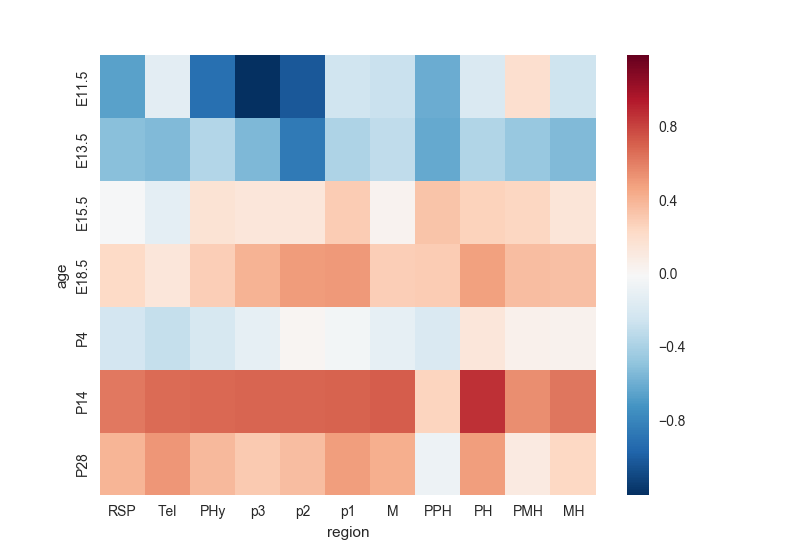 E11.5
E13.5
E15.5
E18.5
P4
P14
P28
age
RSP Tel PHy p3 p2 p1 M PPH PH PMH MH
region
0.8
0.4
0.0
−0.4
−0.8